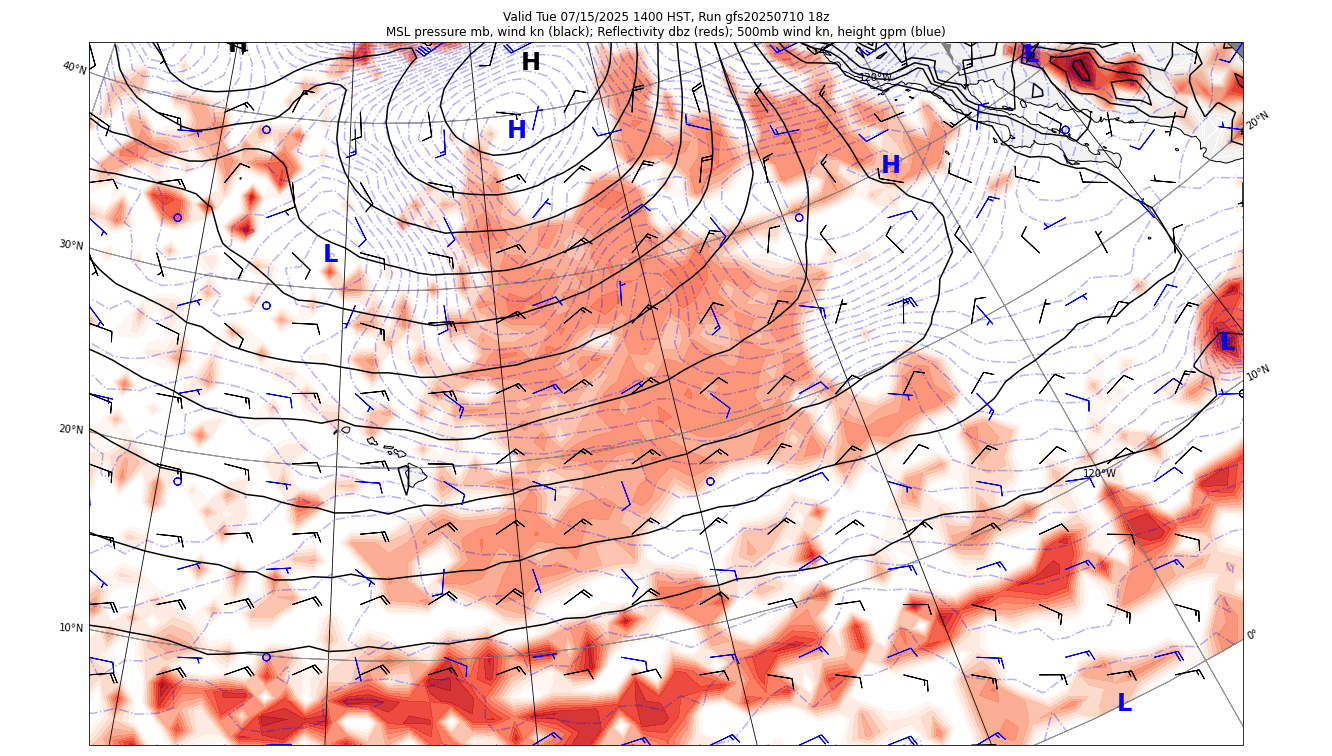 Valid Tue 07/15/2025 1400 HST, Run gfs20250710 18z
MSL pressure mb, wind kn (black); Reflectivity dbz (reds); 500mb wind kn, height gpm (blue)
H
H
L
40°N
120°W
20°N
H
H
30°N
L
L
10°N
20°N
120°W
10°N
0°
L